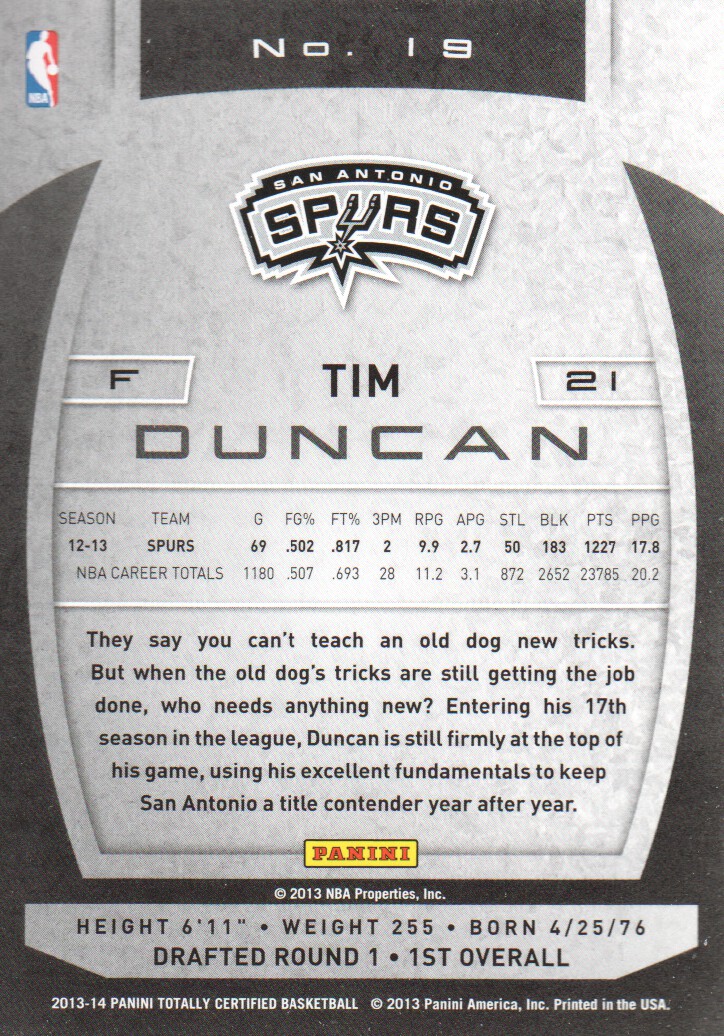 No. 19
NBA
SAN ANTONIO
SPURS
F TIM 21
DUNCAN
SEASON TEAM G FG% FT% 3PM RPG APG STL BLK PTS PPG
12-13 SPURS 69 .502 .817 2 9.9 2.7 50 183 1227 17.8
NBA CAREER TOTALS 1180 .507 .693 28 11.2 3.1 872 2652 23785 20.2
They say you can't teach an old dog new tricks.
But when the old dog's tricks are still getting the job
done, who needs anything new? Entering his 17th
season in the league, Duncan is still firmly at the top of
his game, using his excellent fundamentals to keep
San Antonio a title contender year after year.
PANINI
© 2013 NBA Properties, Inc.
HEIGHT 6'11" • WEIGHT 255 • BORN 4/25/76
DRAFTED ROUND 1 • 1ST OVERALL
2013-14 PANINI TOTALLY CERTIFIED BASKETBALL © 2013 Panini America, Inc. Printed in the USA.